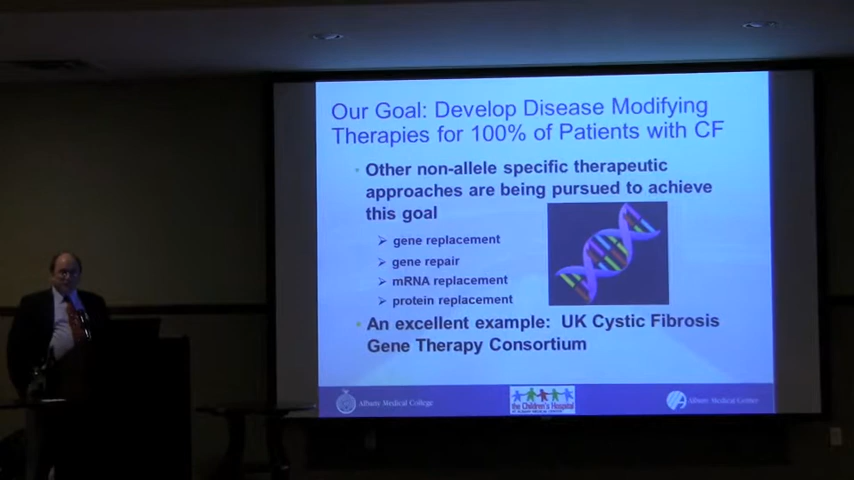 Our Goal: Develop Disease Modifying
Therapies for 100% of Patients with CF
Other non-allele specific therapeutic
approaches are being pursued to achieve
this goal
gene replacement
gene repair
mRNA replacement
protein replacement
An excellent example: UK Cystic Fibrosis
Gene Therapy Consortium
Albany Medical College
the Children's Hospital
Albany Medical Center